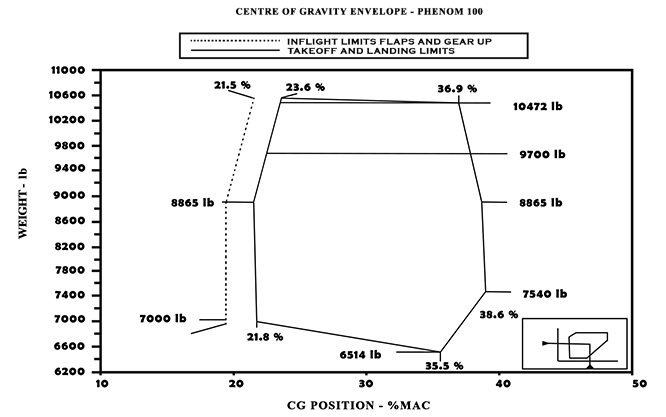 CENTRE OF GRAVITY ENVELOPE - PHENOM 100
INFLIGHT LIMITS FLAPS AND GEAR UP
TAKEOFF AND LANDING LIMITS
11000
21.5 %
23.6 %
36.9 %
10600
10472 lb
10200
9800
9700 lb
9400
9000
8865 lb
8865 lb
8600
8200
7800
7400
7540 lb
7000
7000 lb
38.6 %
21.8 %
6600
6514 lb
35.5 %
6200
10
20
30
40
50
WEIGHT - lb
CG POSITION - %MAC